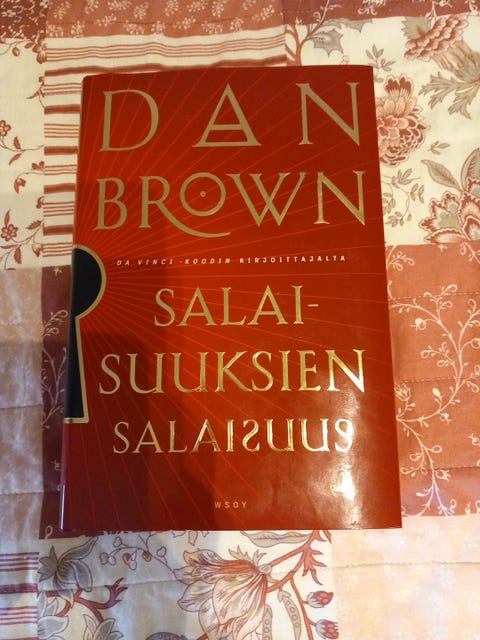 DAN
BROWN
DA VINCI -KOODIN KIRJOITTAJALTA
SALAI-
SUUKSIEN
SALAISUUS
WSOY